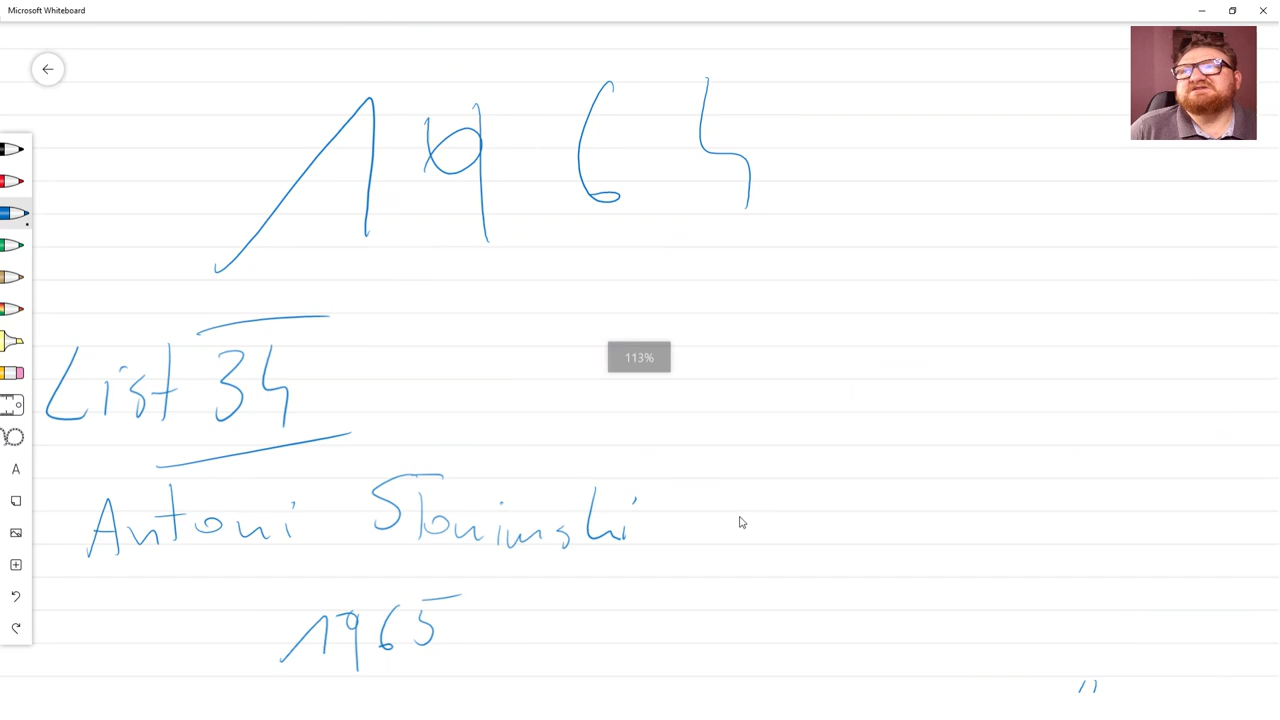 Microsoft Whiteboard
1964
List 34
113%
Antoni Słonimski
1965
A
"